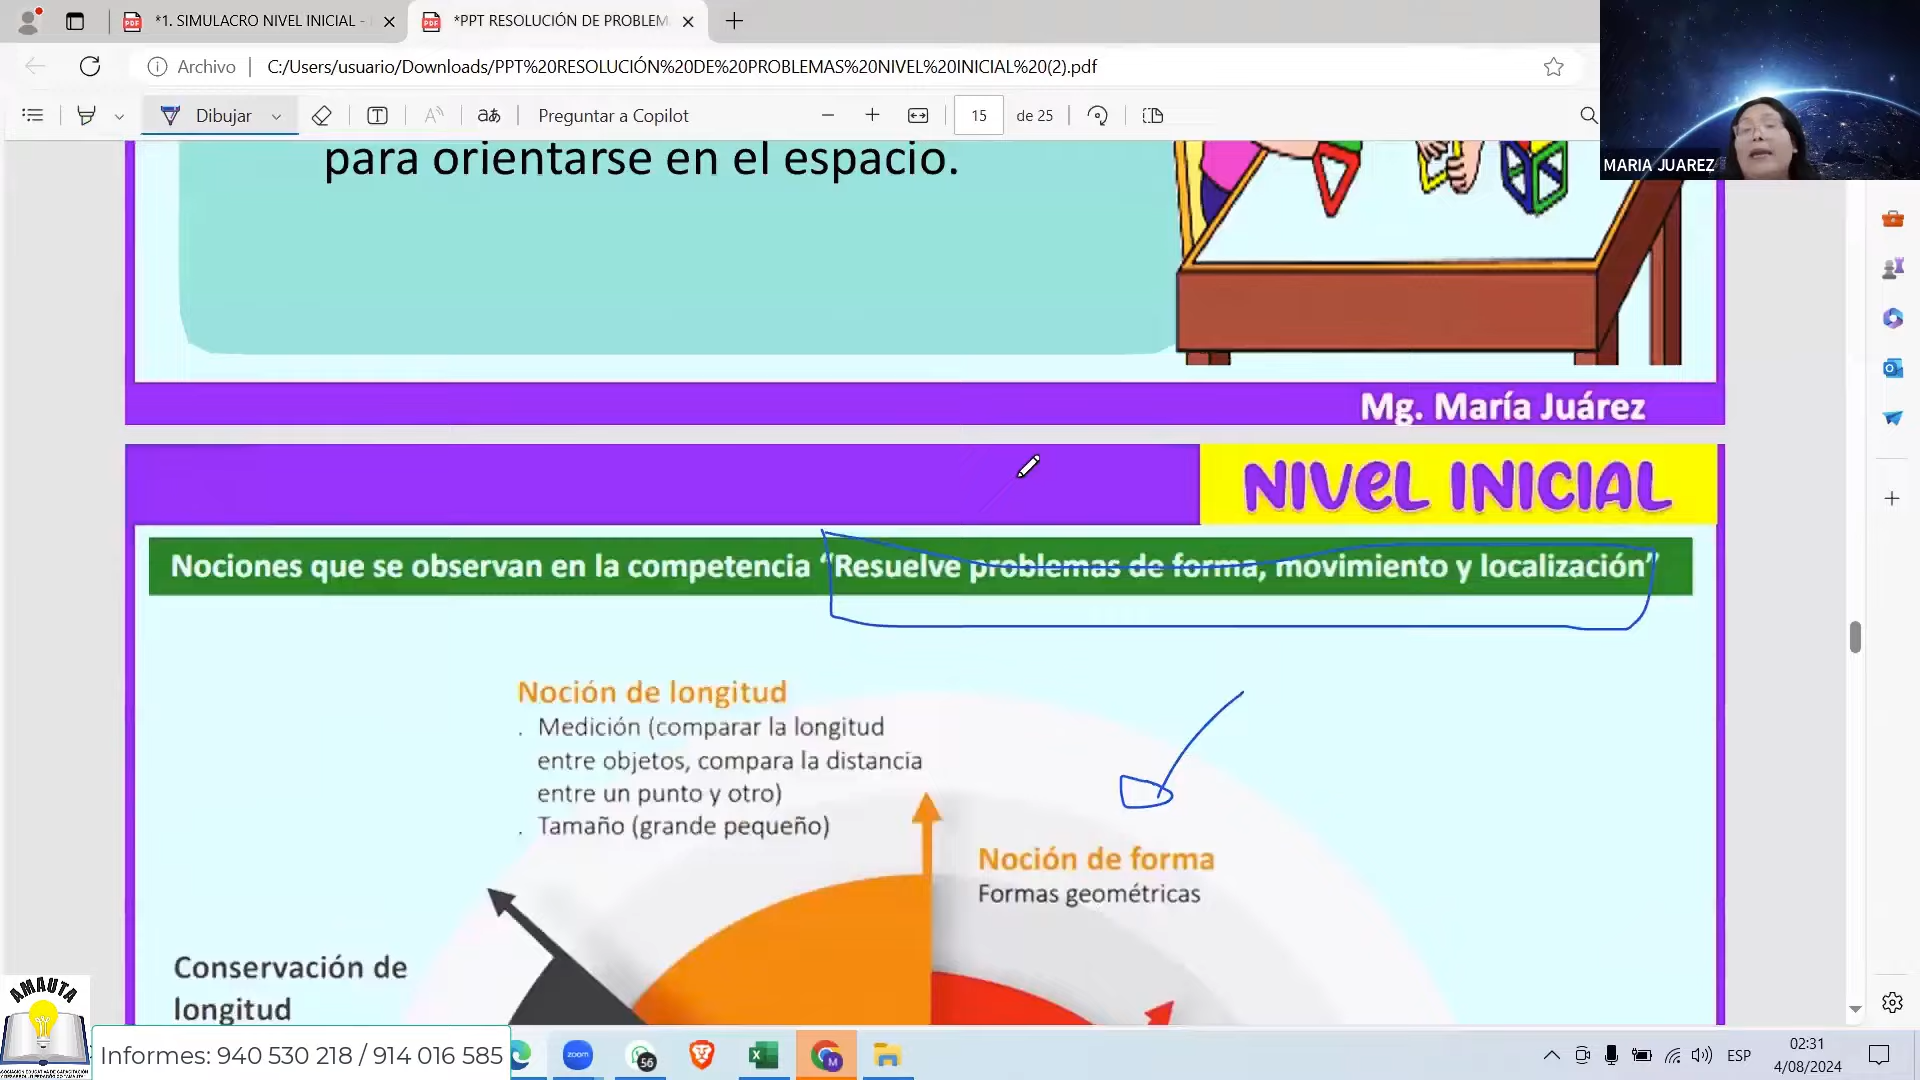 *1. SIMULACRO NIVEL INICIAL -
*PPT RESOLUCIÓN DE PROBLEM
Archivo
C:/Users/usuario/Downloads/PPT%20RESOLUCIÓN%20DE%20PROBLEMAS%20NIVEL%20INICIAL%20(2).pdf
Dibujar
Preguntar a Copilot
15 de 25
MARIA JUAREZ
para orientarse en el espacio.
Mg. María Juárez
NIVEL INICIAL
Nociones que se observan en la competencia "Resuelve problemas de forma, movimiento y localización"
Noción de longitud
. Medición (comparar la longitud
entre objetos, compara la distancia
entre un punto y otro)
. Tamaño (grande pequeño)
Noción de forma
Formas geométricas
Conservación de
longitud
AMAUTA
Informes: 940 530 218 / 914 016 585
zoom
56
M
ESP
02:31
4/08/2024